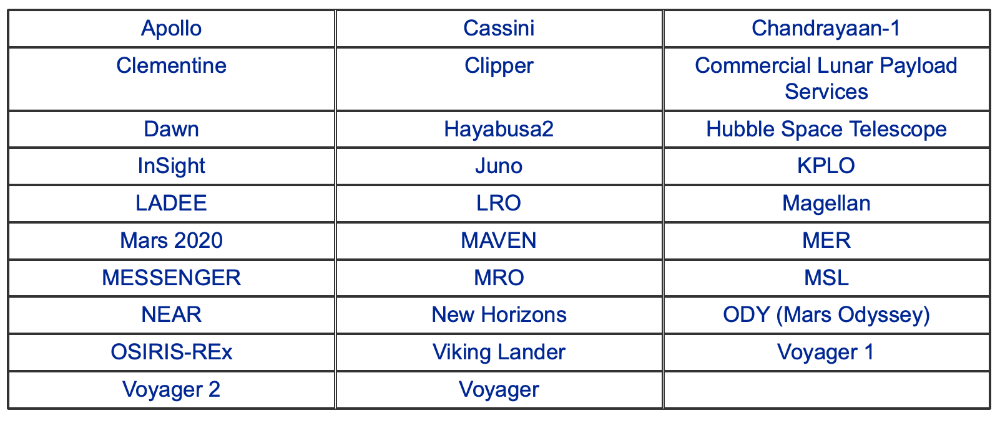 Apollo
Cassini
Chandrayaan-1
Clementine
Clipper
Commercial Lunar Payload
Services
Dawn
Hayabusa2
Hubble Space Telescope
InSight
Juno
KPLO
LADEE
LRO
Magellan
Mars 2020
MAVEN
MER
MESSENGER
MRO
MSL
NEAR
New Horizons
ODY (Mars Odyssey)
OSIRIS-REx
Viking Lander
Voyager 1
Voyager 2
Voyager